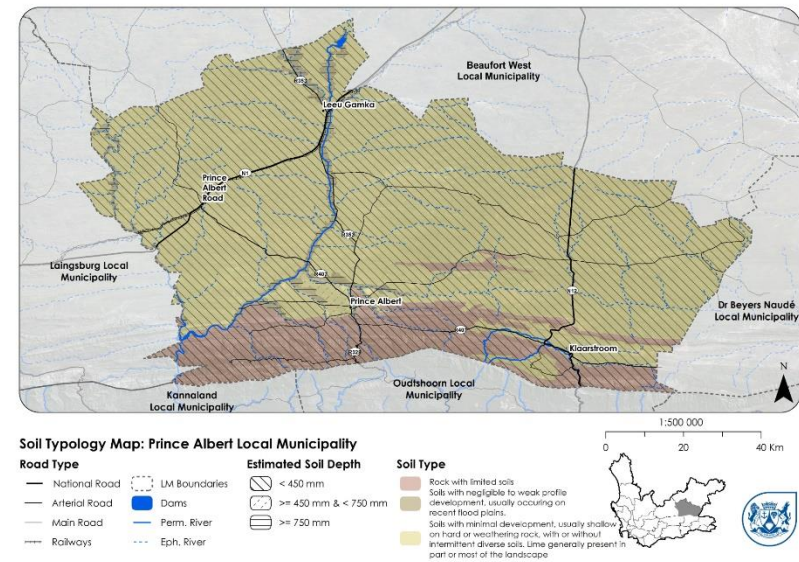 Beaufort West
Local Municipality
R353
Leeu Gamka
N1
Prince
Albert
Road
Laingsburg Local
Municipality
Prince Albert
N12
Dr Beyers Naudé
Local Municipality
Klaarstroom
Kannaland
Local Municipality
Oudtshoorn Local
Municipality
N
1:500 000
0 20 40 Km
Soil Typology Map: Prince Albert Local Municipality
Road Type
National Road
Arterial Road
Main Road
Railways
LM Boundaries
Dams
Perm. River
Eph. River
Estimated Soil Depth
< 450 mm
>= 450 mm & < 750 mm
>= 750 mm
Soil Type
Rock with limited soils
Soils with negligible to weak profile
development, usually occuring on
recent flood plains.
Soils with minimal development, usually shallow
on hard or weathering rock, with or without
intermittent diverse soils. Lime generally present in
part or most of the landscape